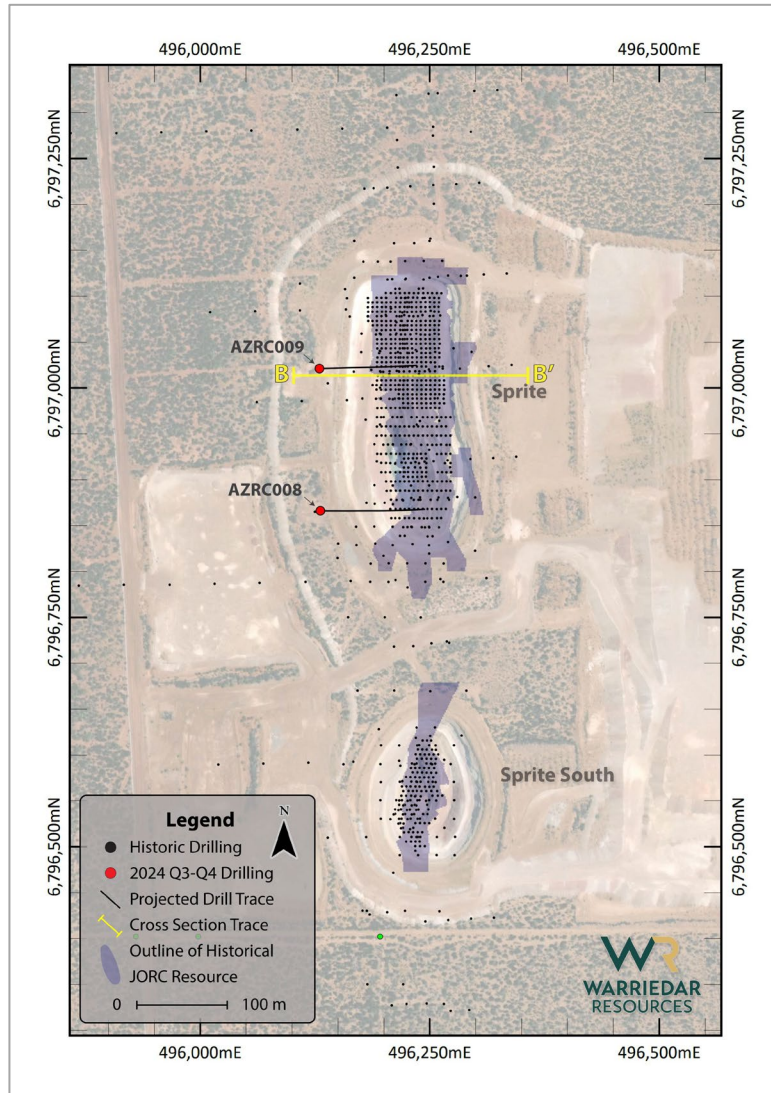 496,000mE 496,250mE 496,500mE
6,797,250mN 6,797,250mN
AZRC009
B B'
6,797,000mN 6,797,000mN
Sprite
AZRC008
6,796,750mN 6,796,750mN
Sprite South
6,796,500mN 6,796,500mN
Legend
N
Historic Drilling
2024 Q3-Q4 Drilling
Projected Drill Trace
Cross Section Trace
Outline of Historical
JORC Resource
0 100 m
WR
WARRIEDAR
RESOURCES
496,000mE 496,250mE 496,500mE